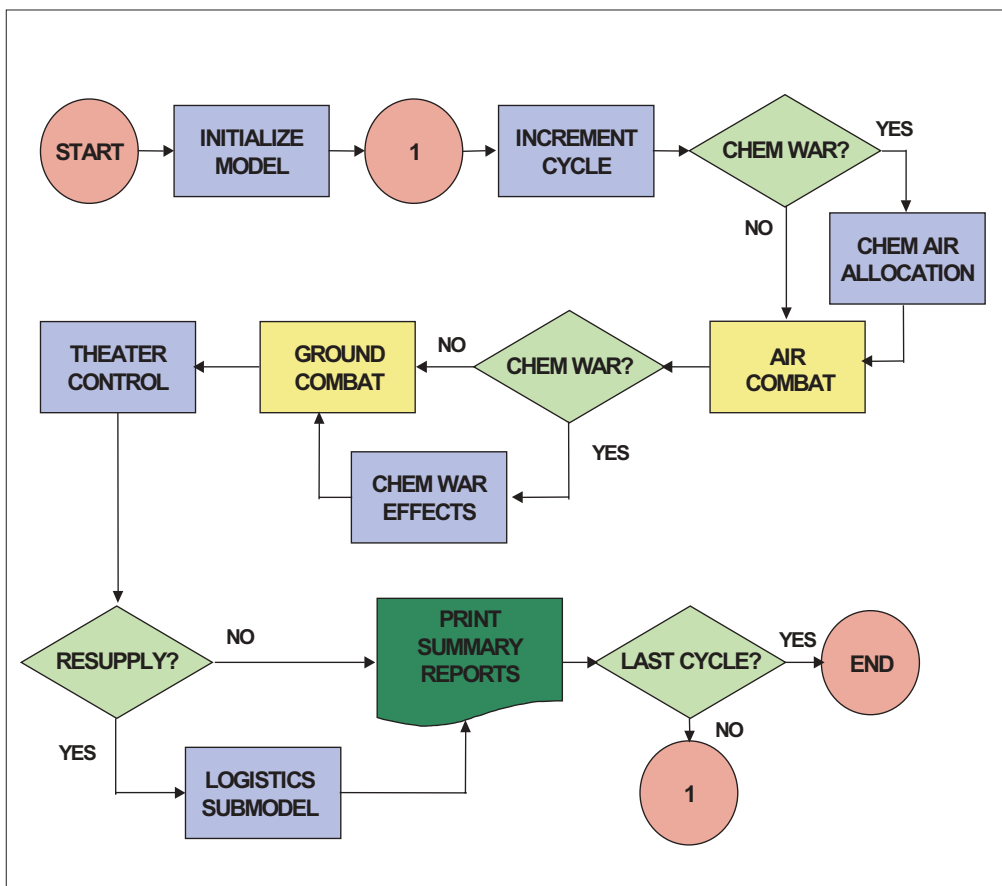 START
INITIALIZE
MODEL
1
INCREMENT
CYCLE
CHEM WAR?
YES
NO
CHEM AIR
ALLOCATION
AIR
COMBAT
CHEM WAR?
NO
YES
CHEM WAR
EFFECTS
GROUND
COMBAT
THEATER
CONTROL
RESUPPLY?
NO
YES
LOGISTICS
SUBMODEL
PRINT
SUMMARY
REPORTS
LAST CYCLE?
YES
END
NO
1